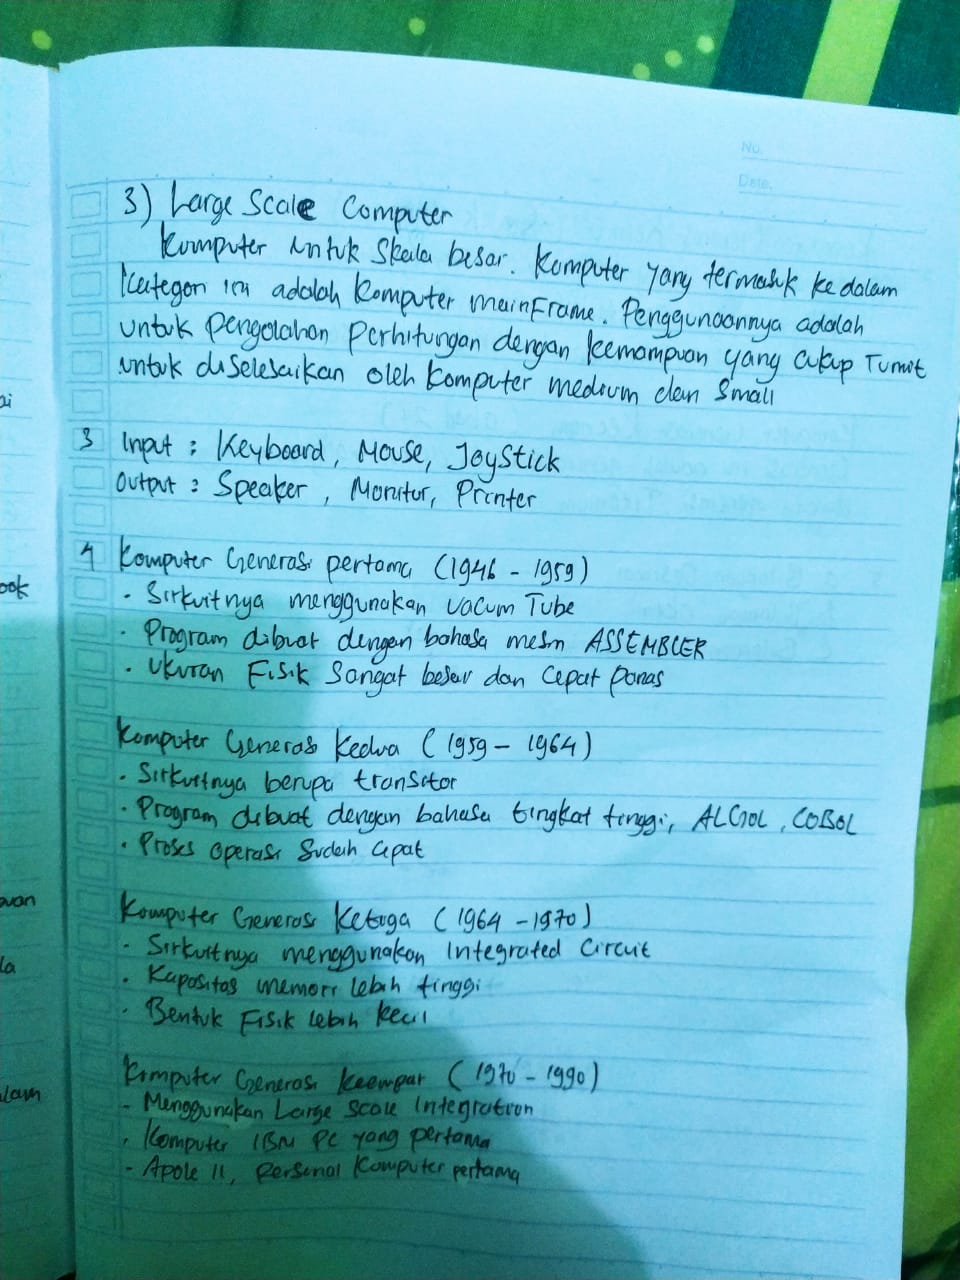 No.
Date.
3) Large Scale Computer
Komputer untuk Skala besar. Komputer yang termasuk kedalam
Kategori ini adalah Komputer mainFrame. Penggunaannya adalah
untuk pengolahan Perhitungan dengan kemampuan yang cukup rumit
untuk diselesaikan oleh Komputer medium dan Small
3 Input : Keyboard, Mouse, JoyStick
Output : Speaker, Monitor, Printer
4 Komputer Generasi pertama (1946 - 1959)
· Sirkuitnya menggunakan vacum Tube
· Program dibuat dengan bahasa mesin ASSEMBLER
· Ukuran Fisik Sangat besar dan Cepat panas
Komputer Generasi Kedua (1959 - 1964)
· Sirkuitnya berupa transitor
· Program dibuat dengan bahasa tingkat tinggi, ALGOL, COBOL
· Proses operasi Sudah Cepat
Komputer Generasi Ketiga (1964 - 1970)
- Sirkuitnya menggunakan Integrated Circuit
· Kapasitas memori lebih tinggi
· Bentuk Fisik Lebih Kecil
Komputer Generasi Keempat (1970 - 1990)
- Menggunakan Large Scale Integration
· Komputer IBM PC yang pertama
- Apple II, Personal Komputer pertama
ai
ook
la
alam